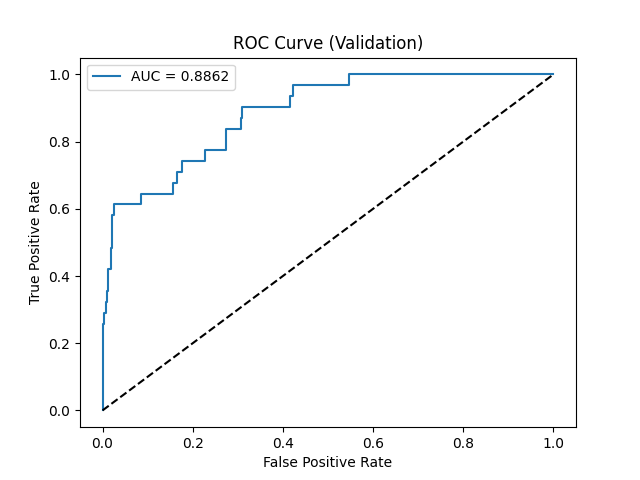 ROC Curve (Validation)
AUC = 0.8862
1.0
0.8
0.6
0.4
0.2
0.0
True Positive Rate
0.0 0.2 0.4 0.6 0.8 1.0
False Positive Rate